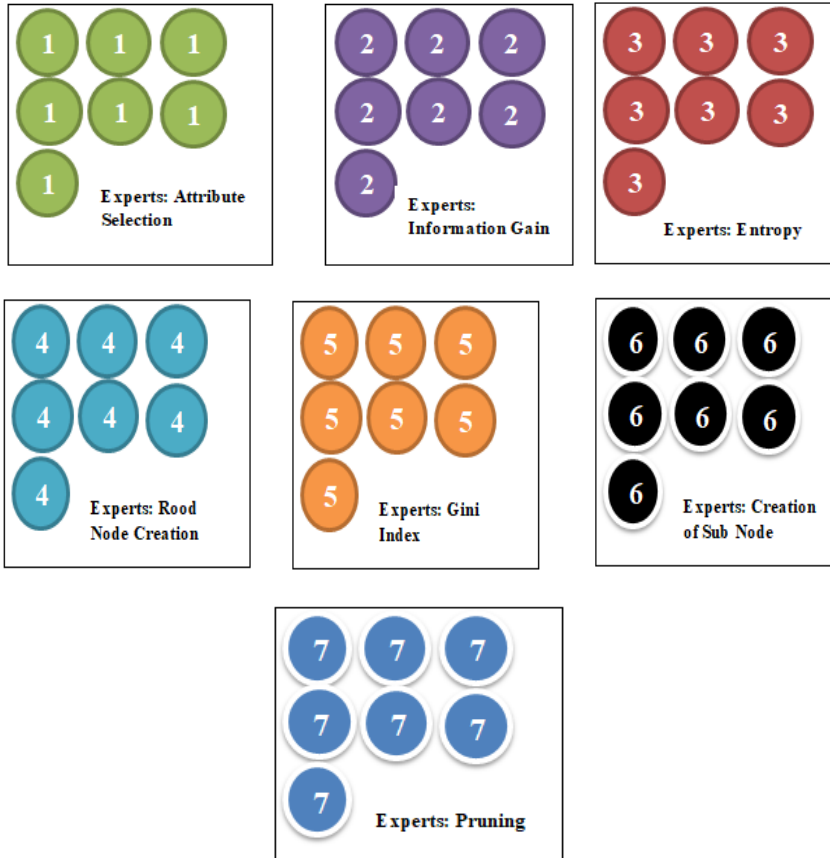 1 1 1
1 1 1
1
Experts: Attribute
Selection
2 2 2
2 2 2
2
Experts:
Information Gain
3 3 3
3 3 3
3
Experts: Entropy
4 4 4
4 4 4
4
Experts: Rood
Node Creation
5 5 5
5 5 5
5
Experts: Gini
Index
6 6 6
6 6 6
6
Experts: Creation
of Sub Node
7 7 7
7 7 7
7
Experts: Pruning